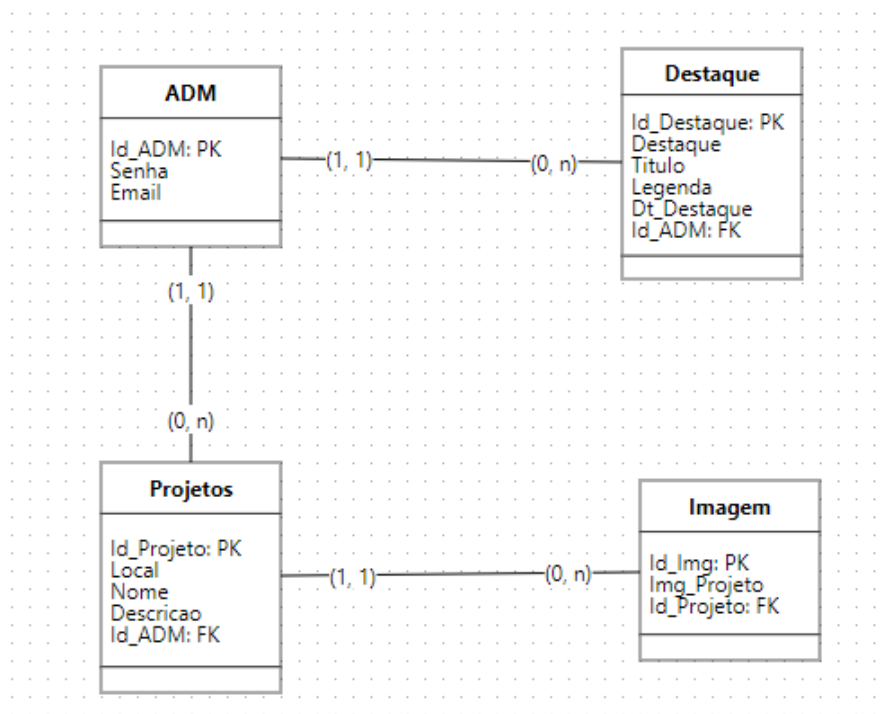 ADM
Id_ADM: PK
Senha
Email
(1, 1)
(0, n)
Destaque
Id_Destaque: PK
Destaque
Titulo
Legenda
Dt_Destaque
Id_ADM: FK
(1, 1)
(0, n)
Projetos
Id_Projeto: PK
Local
Nome
Descricao
Id_ADM: FK
(1, 1)
(0, n)
Imagem
Id_Img: PK
Img_Projeto
Id_Projeto: FK